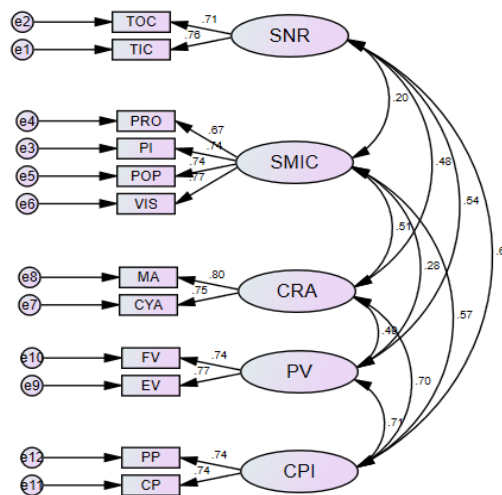 e2 TOC .71 SNR
e1 TIC .76
.20
e4 PRO .67
e3 PI .74 SMIC
e5 POP .74
e6 VIS .77
.48
.54
.6
.51
.28
.57
e8 MA .80 CRA
e7 CYA .75
.49
.70
e10 FV .74 PV
e9 EV .77
.71
e12 PP .74 CPI
e11 CP .74